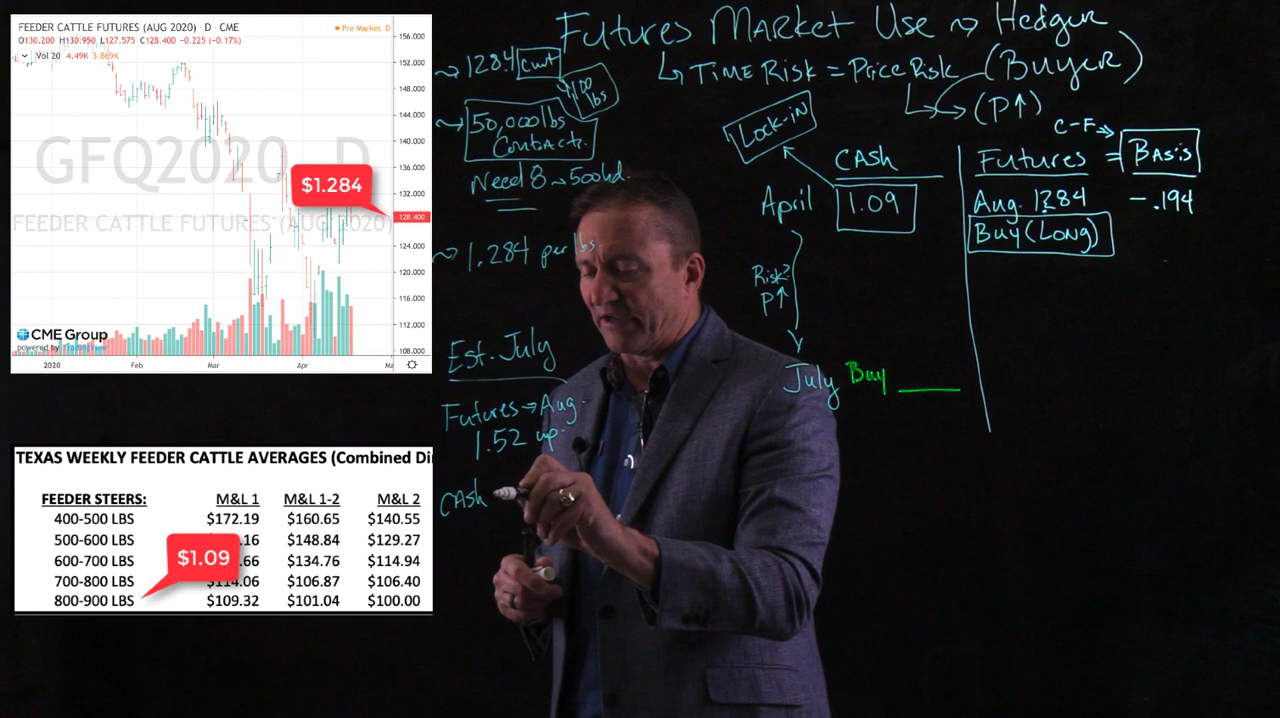 FEEDER CATTLE FUTURES (AUG 2020) · D · CME
Pre Market D
O130.200 H130.950 L127.575 C128.400 −0.225 (−0.17%)
Vol 20 4.49K 3.869K
156.000
148.000
144.000
140.000
136.000
132.000
128.400
124.000
120.000
116.000
112.000
108.000
GFQ2020, D
FEEDER CATTLE FUTURES (AUG 2020)
$1.284
CME Group
powered by TradingView
2020 Feb Mar Apr Ma
TEXAS WEEKLY FEEDER CATTLE AVERAGES (Combined Di
FEEDER STEERS: M&L 1 M&L 1-2 M&L 2
400-500 LBS $172.19 $160.65 $140.55
500-600 LBS .16 $148.84 $129.27
600-700 LBS .66 $134.76 $114.94
700-800 LBS $114.06 $106.87 $106.40
800-900 LBS $109.32 $101.04 $100.00
$1.09
Futures Market Use → Hedger
↳ Time Risk = Price Risk (Buyer)
(P↑)
128.4/cwt
100 lbs
50,000 lbs
Contract
Need 8 → 500hd.
1.284 per lbs
Est. July
Futures → Aug.
1.52 up
Cash
Lock-in
Cash
April 1.09
Risk?
P↑
July Buy
C-F →
Futures = Basis
Aug. 1.284 -.194
Buy (Long)